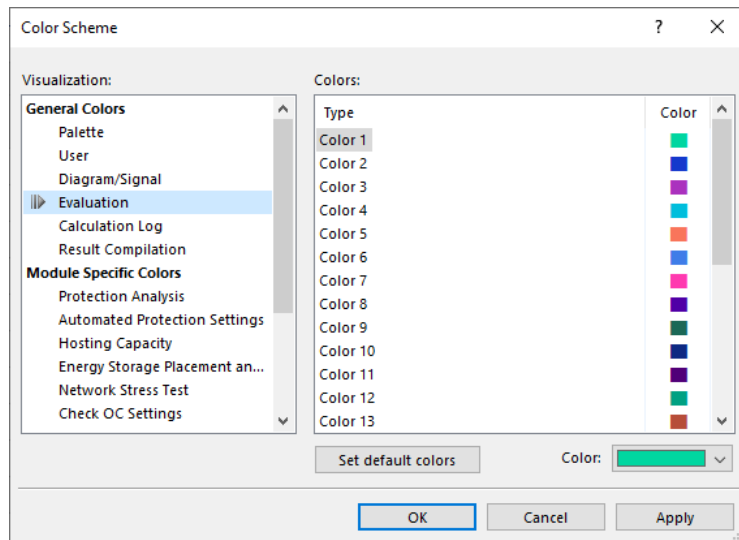 Color Scheme
?
Visualization:
General Colors
Palette
User
Diagram/Signal
Evaluation
Calculation Log
Result Compilation
Module Specific Colors
Protection Analysis
Automated Protection Settings
Hosting Capacity
Energy Storage Placement an...
Network Stress Test
Check OC Settings
Colors:
Type Color
Color 1
Color 2
Color 3
Color 4
Color 5
Color 6
Color 7
Color 8
Color 9
Color 10
Color 11
Color 12
Color 13
Set default colors
Color:
OK
Cancel
Apply